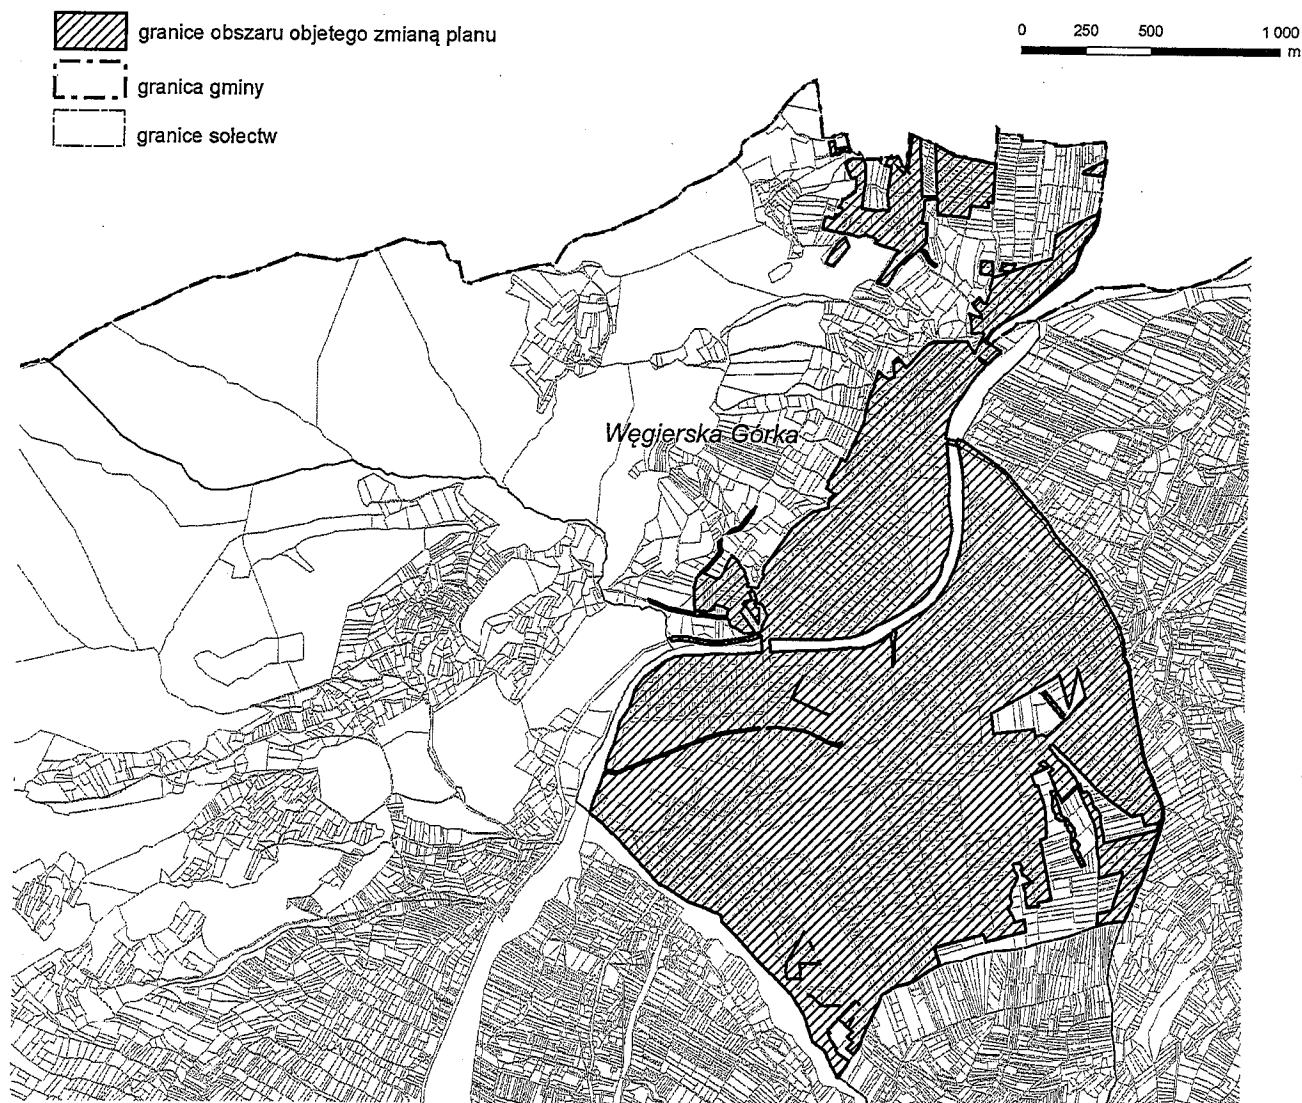 granice obszaru objetego zmianą planu
granica gminy
granice sołectw
0 250 500 1 000
m
Węgierska Górka